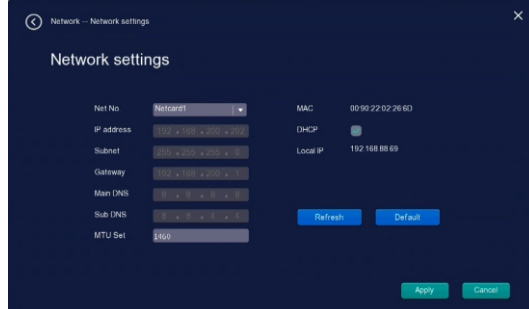 Network -- Network settings
Network settings
Net No. Netcard1
MAC 00:90:22:02:26:6D
IP address 192 . 168 . 200 . 202
DHCP
Subnet 255 . 255 . 255 . 0
Local IP 192.168.88.69
Gateway 192 . 168 . 200 . 1
Main DNS 8 . 8 . 8 . 8
Sub DNS 8 . 8 . 4 . 4
Refresh Default
MTU Set 1460
Apply Cancel